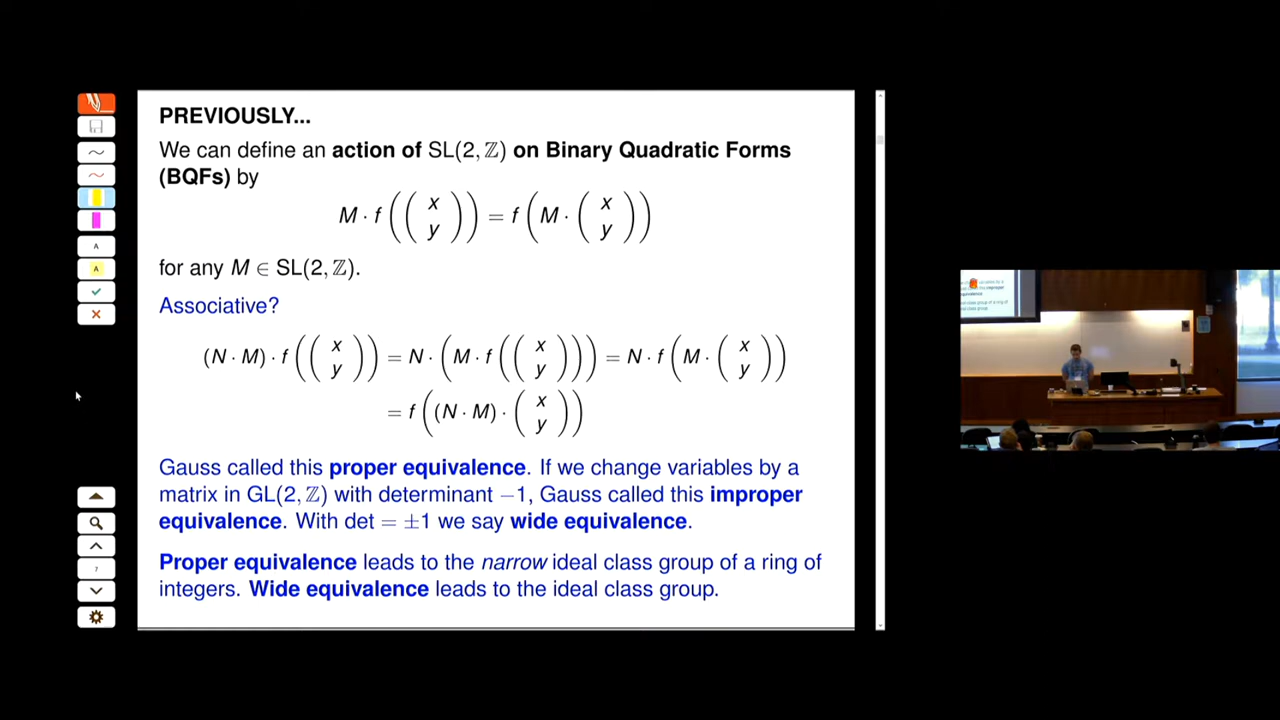 PREVIOUSLY...
We can define an action of SL(2, ℤ) on Binary Quadratic Forms
(BQFs) by
M · f((x y)) = f(M · (x y))
for any M ∈ SL(2, ℤ).
Associative?
(N · M) · f((x y)) = N · (M · f((x y))) = N · f(M · (x y))
= f((N · M) · (x y))
Gauss called this proper equivalence. If we change variables by a
matrix in GL(2, ℤ) with determinant −1, Gauss called this improper
equivalence. With det = ±1 we say wide equivalence.
Proper equivalence leads to the narrow ideal class group of a ring of
integers. Wide equivalence leads to the ideal class group.
A
A
7